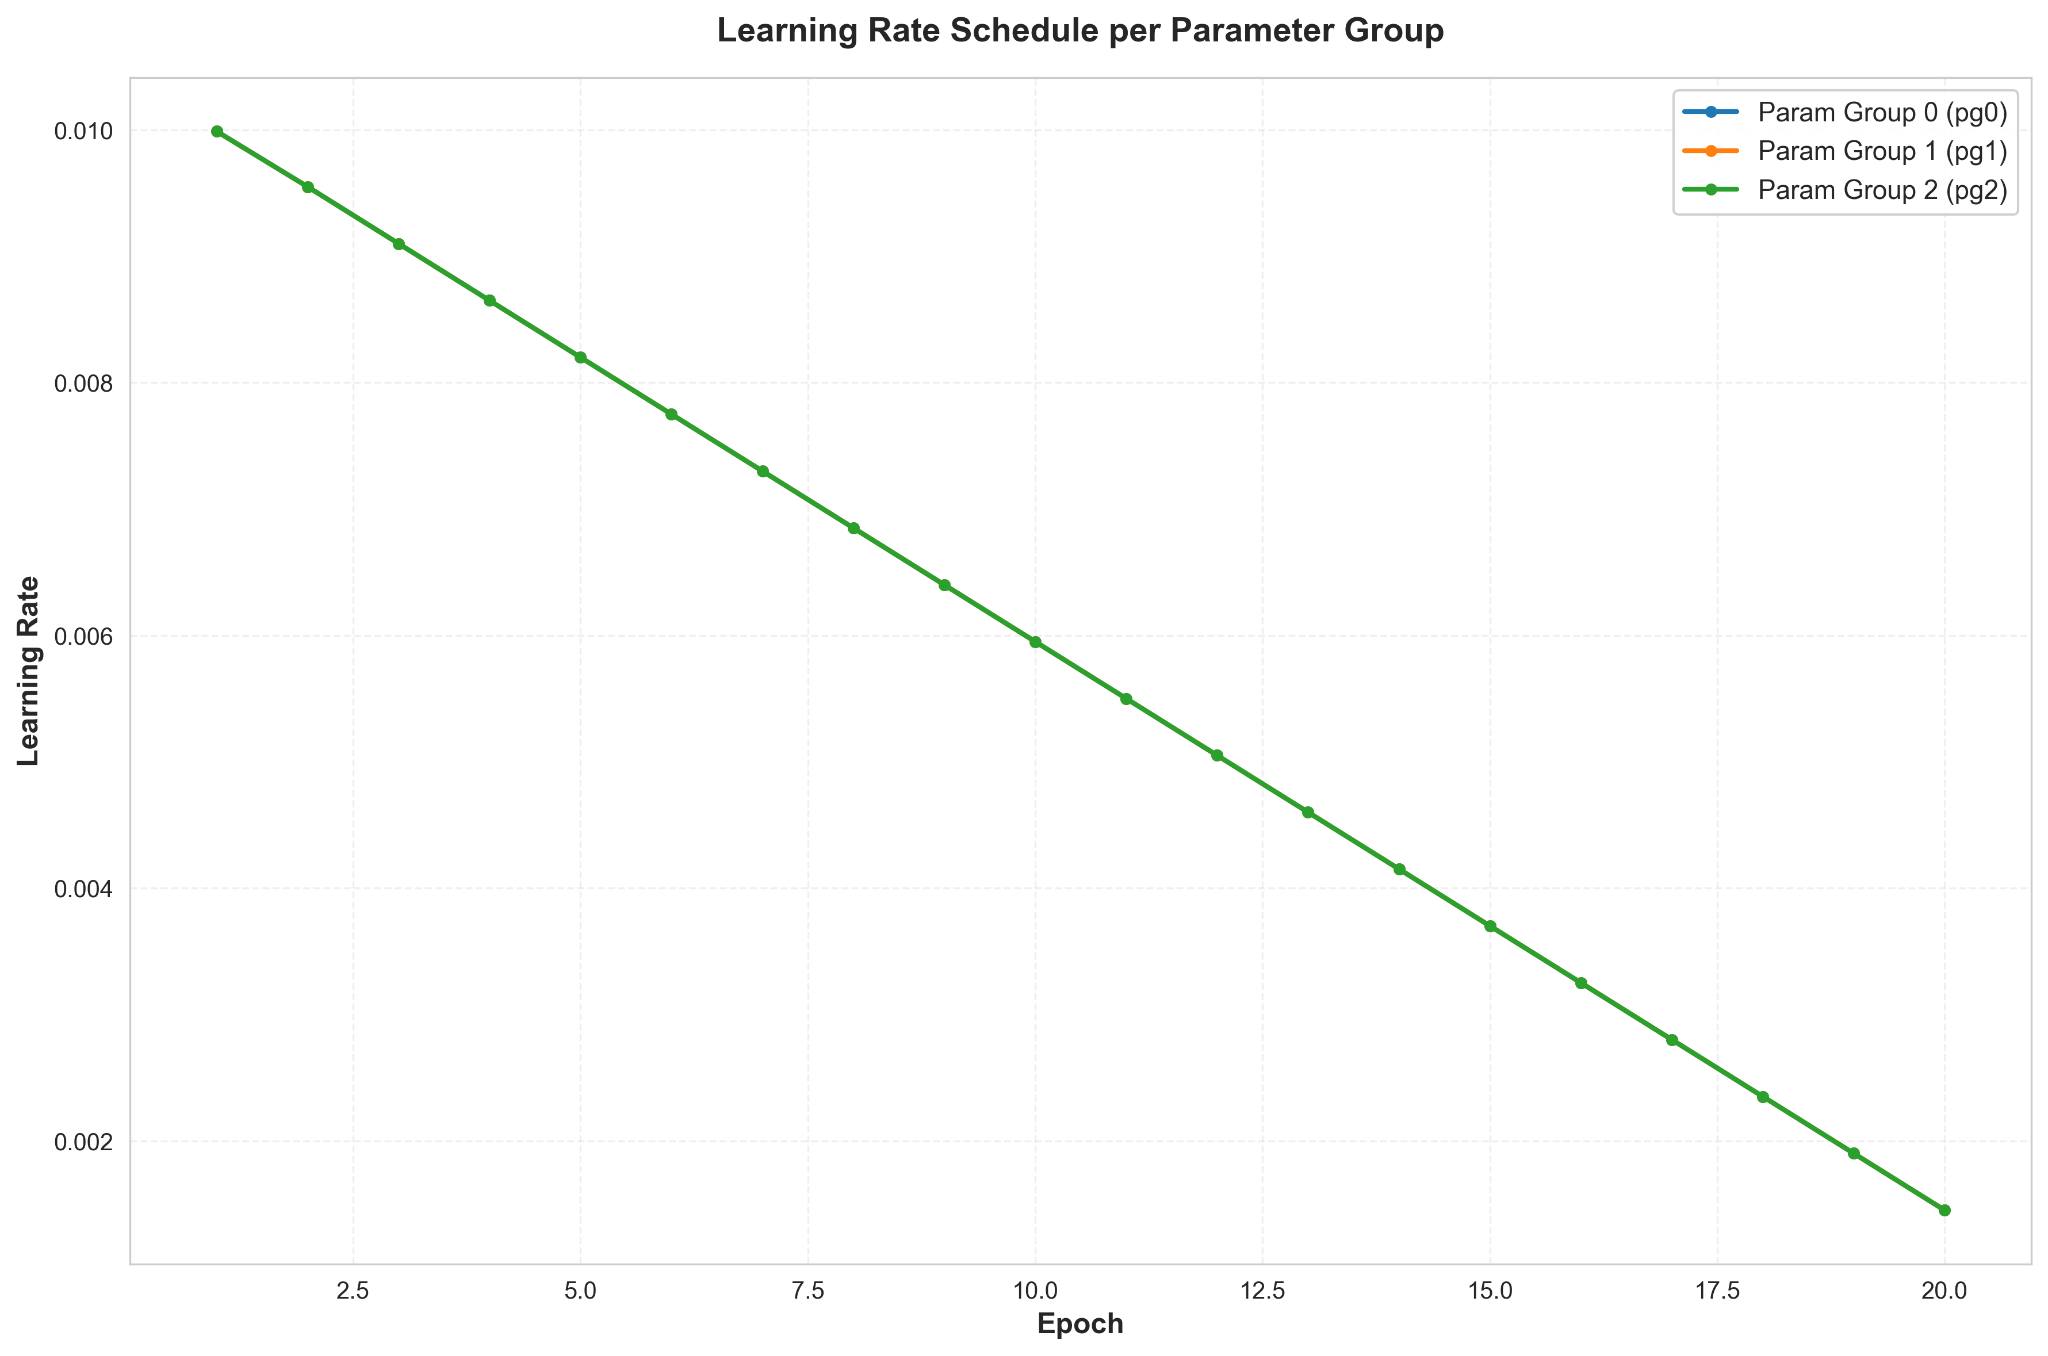 Learning Rate Schedule per Parameter Group
Param Group 0 (pg0)
Param Group 1 (pg1)
Param Group 2 (pg2)
Learning Rate
0.010
0.008
0.006
0.004
0.002
2.5 5.0 7.5 10.0 12.5 15.0 17.5 20.0
Epoch